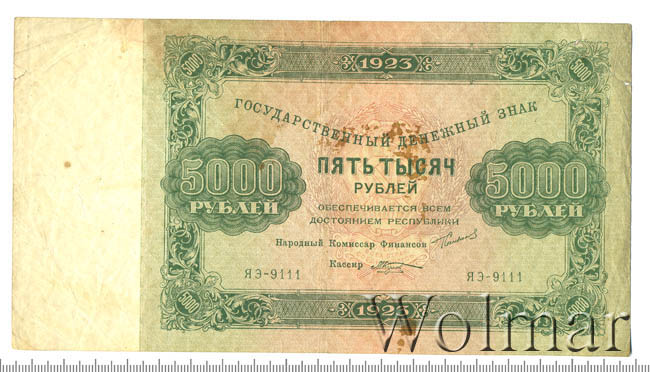 5000 1923 5000
ГОСУДАРСТВЕННЫЙ ДЕНЕЖНЫЙ ЗНАК
ПЯТЬ ТЫСЯЧ
РУБЛЕЙ
5000
РУБЛЕЙ
5000
РУБЛЕЙ
ОБЕСПЕЧИВАЕТСЯ ВСЕМ
ДОСТОЯНИЕМ РЕСПУБЛИКИ
Народный Комиссар Финансов
Кассир
ЯЭ-9111 ЯЭ-9111
5000 1923 5000
Wolmar